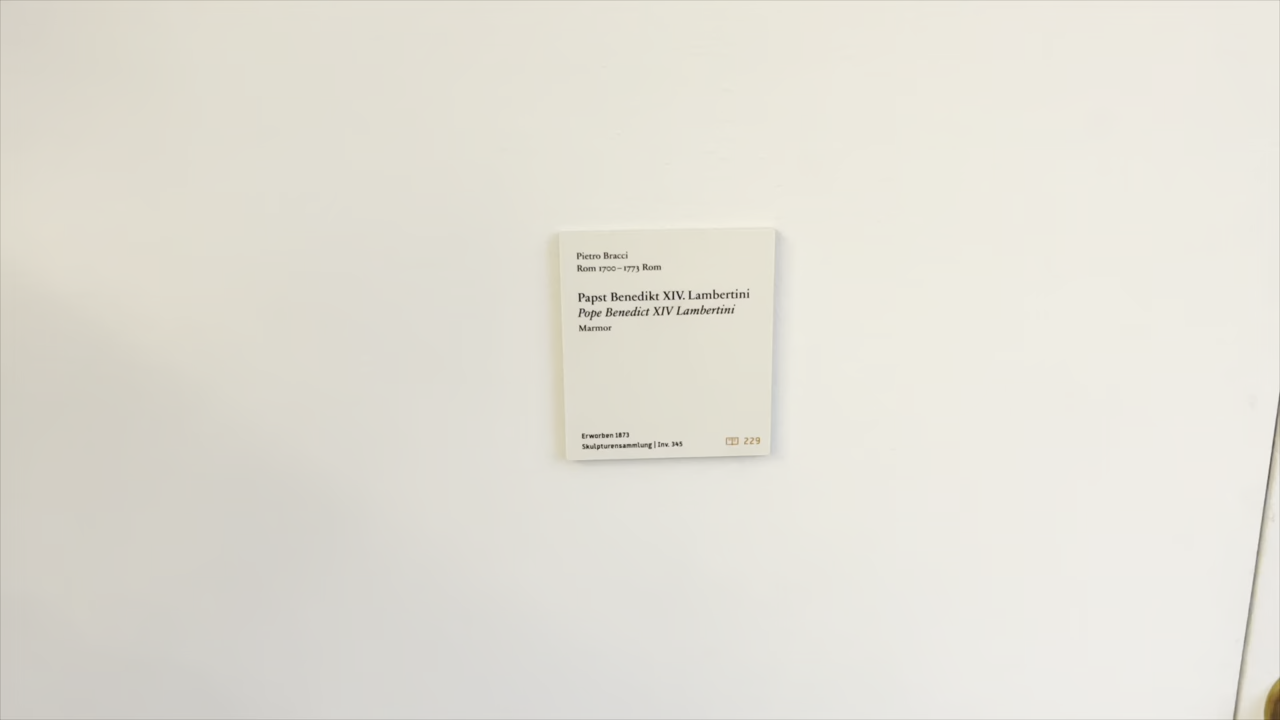 Pietro Bracci
Rom 1700–1773 Rom
Papst Benedikt XIV. Lambertini
Pope Benedict XIV Lambertini
Marmor
Erworben 1873
Skulpturensammlung | Inv. 345
229